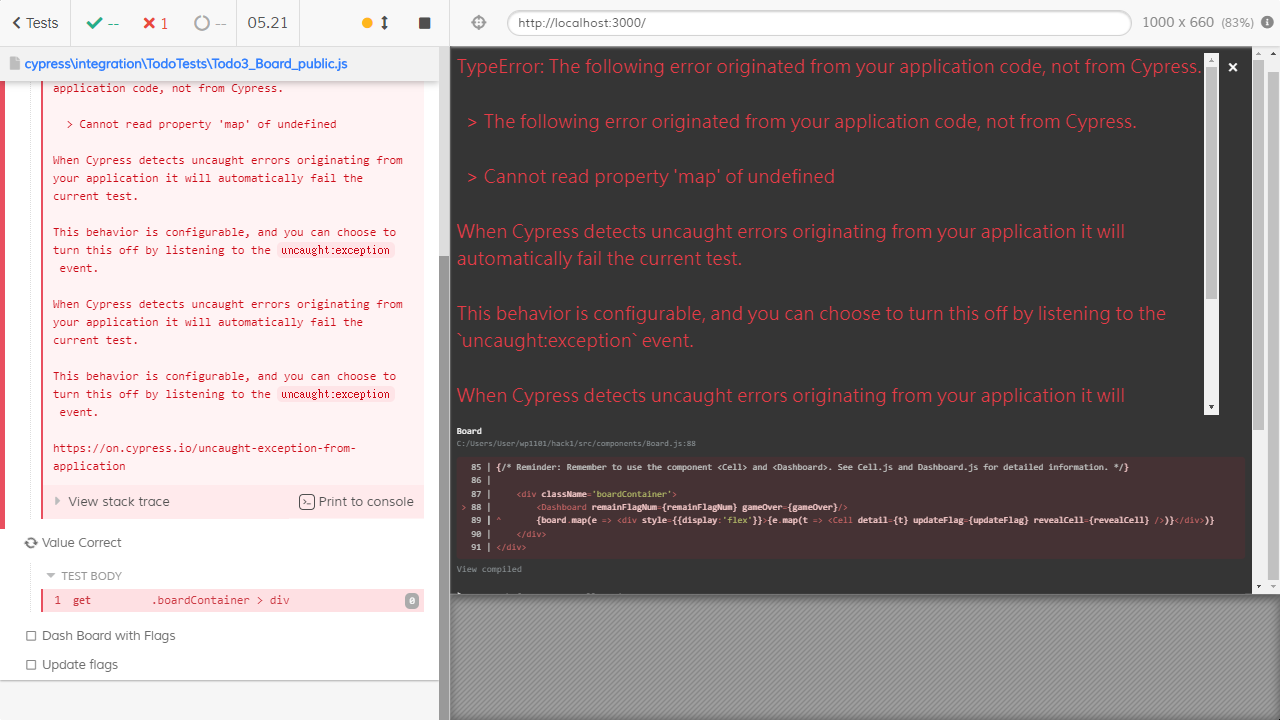 Tests
--
1
--
05.21
http://localhost:3000/
1000 x 660 (83%)
cypress\integration\TodoTests\Todo3_Board_public.js
application code, not from Cypress.
> Cannot read property 'map' of undefined
When Cypress detects uncaught errors originating from
your application it will automatically fail the
current test.
This behavior is configurable, and you can choose to
turn this off by listening to the uncaught:exception
event.
When Cypress detects uncaught errors originating from
your application it will automatically fail the
current test.
This behavior is configurable, and you can choose to
turn this off by listening to the uncaught:exception
event.
https://on.cypress.io/uncaught-exception-from-
application
View stack trace
Print to console
Value Correct
TEST BODY
1 get .boardContainer > div 0
Dash Board with Flags
Update flags
TypeError: The following error originated from your application code, not from Cypress.
> The following error originated from your application code, not from Cypress.
> Cannot read property 'map' of undefined
When Cypress detects uncaught errors originating from your application it will
automatically fail the current test.
This behavior is configurable, and you can choose to turn this off by listening to the
`uncaught:exception` event.
When Cypress detects uncaught errors originating from your application it will
Board
C:/Users/User/wp1101/hack1/src/components/Board.js:88
85 | {/* Reminder: Remember to use the component <Cell> and <Dashboard>. See Cell.js and Dashboard.js for detailed information. */}
86 |
87 | <div className='boardContainer'>
> 88 | <Dashboard remainFlagNum={remainFlagNum} gameOver={gameOver}/>
89 | ^ {board.map(e => <div style={{display:'flex'}}>{e.map(t => <Cell detail={t} updateFlag={updateFlag} revealCell={revealCell} />)}</div>)}
90 | </div>
91 | </div>
View compiled